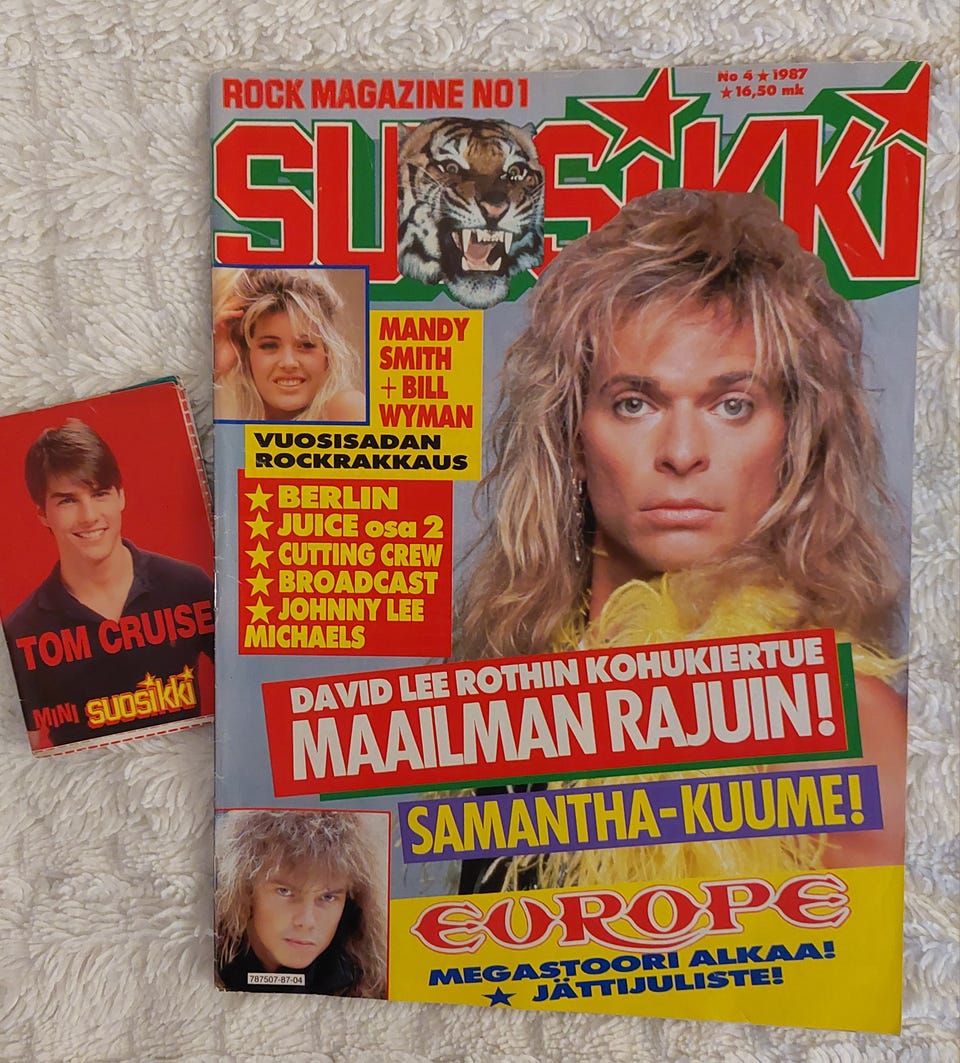 ROCK MAGAZINE NO1
No 4 ★ 1987
★ 16,50 mk
SUOSIKKI
MANDY
SMITH
+ BILL
WYMAN
VUOSISADAN
ROCKRAKKAUS
★ BERLIN
★ JUICE osa 2
★ CUTTING CREW
★ BROADCAST
★ JOHNNY LEE
MICHAELS
DAVID LEE ROTHIN KOHUKIERTUE
MAAILMAN RAJUIN!
SAMANTHA-KUUME!
EUROPE
MEGASTOORI ALKAA!
★ JÄTTIJULISTE!
787507-87-04
TOM CRUISE
MINI SUOSIKKI